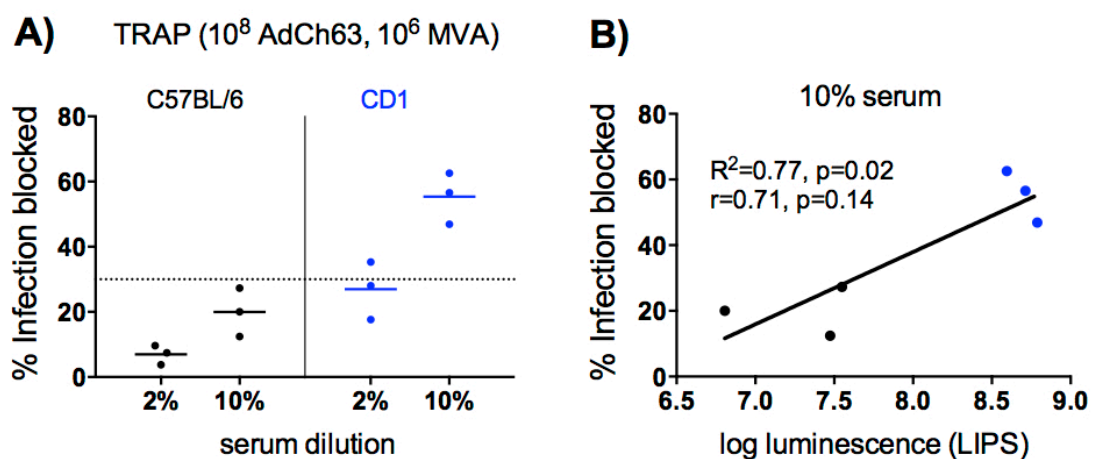 A)
TRAP (10⁸ AdCh63, 10⁶ MVA)
C57BL/6
CD1
% Infection blocked
80
60
40
20
0
2%
10%
2%
10%
serum dilution
B)
10% serum
R²=0.77, p=0.02
r=0.71, p=0.14
% Infection blocked
80
60
40
20
0
6.5
7.0
7.5
8.0
8.5
9.0
log luminescence (LIPS)